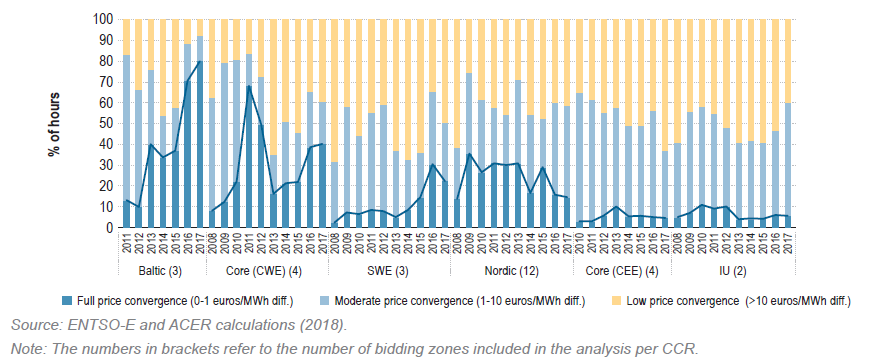 100
90
80
70
60
50
40
30
20
10
0
% of hours
2011 2012 2013 2014 2015 2016 2017 2008 2009 2010 2011 2012 2013 2014 2015 2016 2017 2008 2009 2010 2011 2012 2013 2014 2015 2016 2017 2008 2009 2010 2011 2012 2013 2014 2015 2016 2017 2010 2011 2012 2013 2014 2015 2016 2017 2008 2009 2010 2011 2012 2013 2014 2015 2016 2017
Baltic (3) Core (CWE) (4) SWE (3) Nordic (12) Core (CEE) (4) IU (2)
Full price convergence (0-1 euros/MWh diff.) Moderate price convergence (1-10 euros/MWh diff.) Low price convergence (>10 euros/MWh diff.)
Source: ENTSO-E and ACER calculations (2018).
Note: The numbers in brackets refer to the number of bidding zones included in the analysis per CCR.